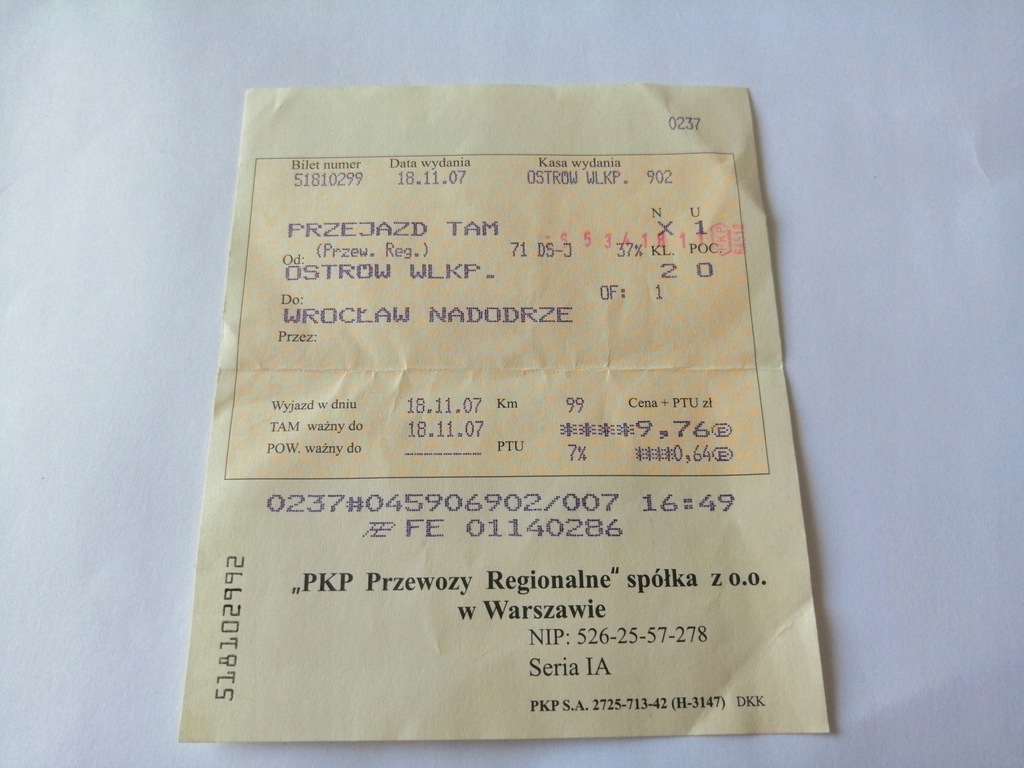 0237
Bilet numer Data wydania Kasa wydania
51810299 18.11.07 OSTRÓW WLKP. 902
N U
PRZEJAZD TAM X 1
(Przew. Reg.) 71 DS-J 37% KL. POC.
Od: OSTRÓW WLKP. 2 0
OF: 1
Do:
WROCŁAW NADODRZE
Przez:
Wyjazd w dniu 18.11.07 Km 99 Cena + PTU zł
TAM ważny do 18.11.07 ****9,76
POW. ważny do -------- PTU 7% ***0,64
0237#045906902/007 16:49
FE 01140286
518102992
„PKP Przewozy Regionalne" spółka z o.o.
w Warszawie
NIP: 526-25-57-278
Seria IA
PKP S.A. 2725-713-42 (H-3147) DKK